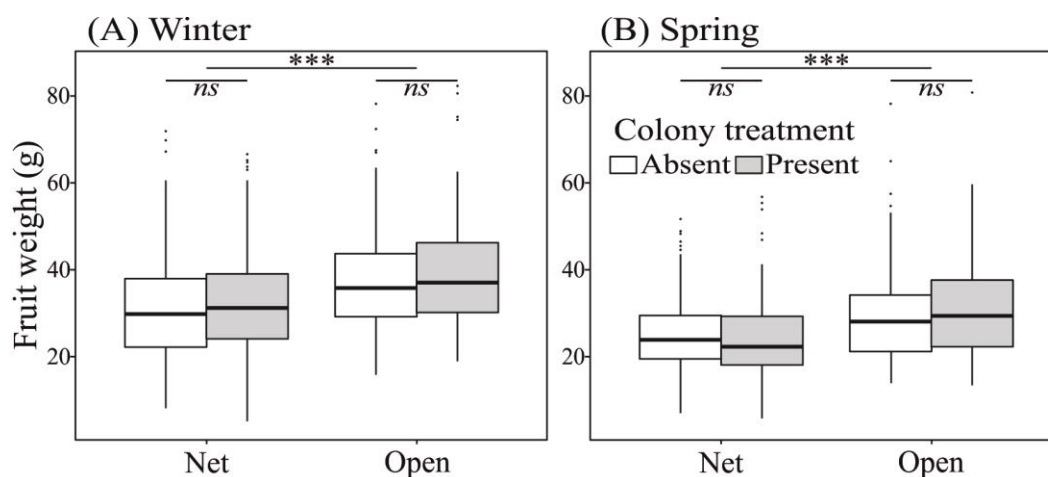 (A) Winter
(B) Spring
***
***
ns
ns
ns
ns
80
60
40
20
Fruit weight (g)
80
60
40
20
Colony treatment
Absent
Present
Net
Open
Net
Open